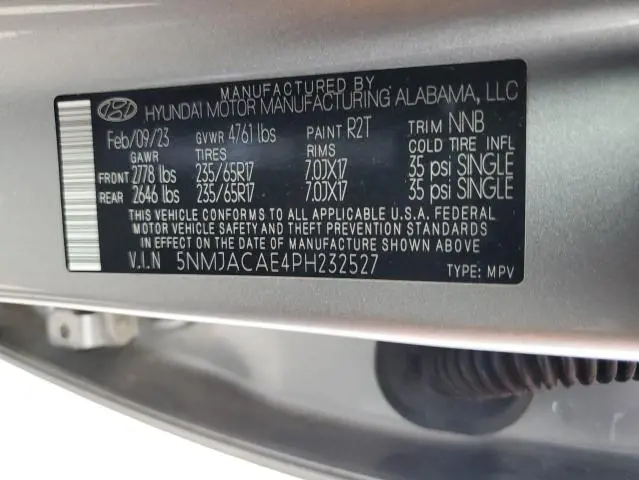 MANUFACTURED BY
HYUNDAI MOTOR MANUFACTURING ALABAMA, LLC
Feb/09/23 GVWR 4761 lbs PAINT R2T TRIM NNB
GAWR TIRES RIMS COLD TIRE INFL
FRONT 2778 lbs 235/65R17 7.0JX17 35 psi SINGLE
REAR 2646 lbs 235/65R17 7.0JX17 35 psi SINGLE
THIS VEHICLE CONFORMS TO ALL APPLICABLE U.S.A. FEDERAL
MOTOR VEHICLE SAFETY AND THEFT PREVENTION STANDARDS
IN EFFECT ON THE DATE OF MANUFACTURE SHOWN ABOVE.
V.I.N 5NMJACAE4PH232527 TYPE: MPV